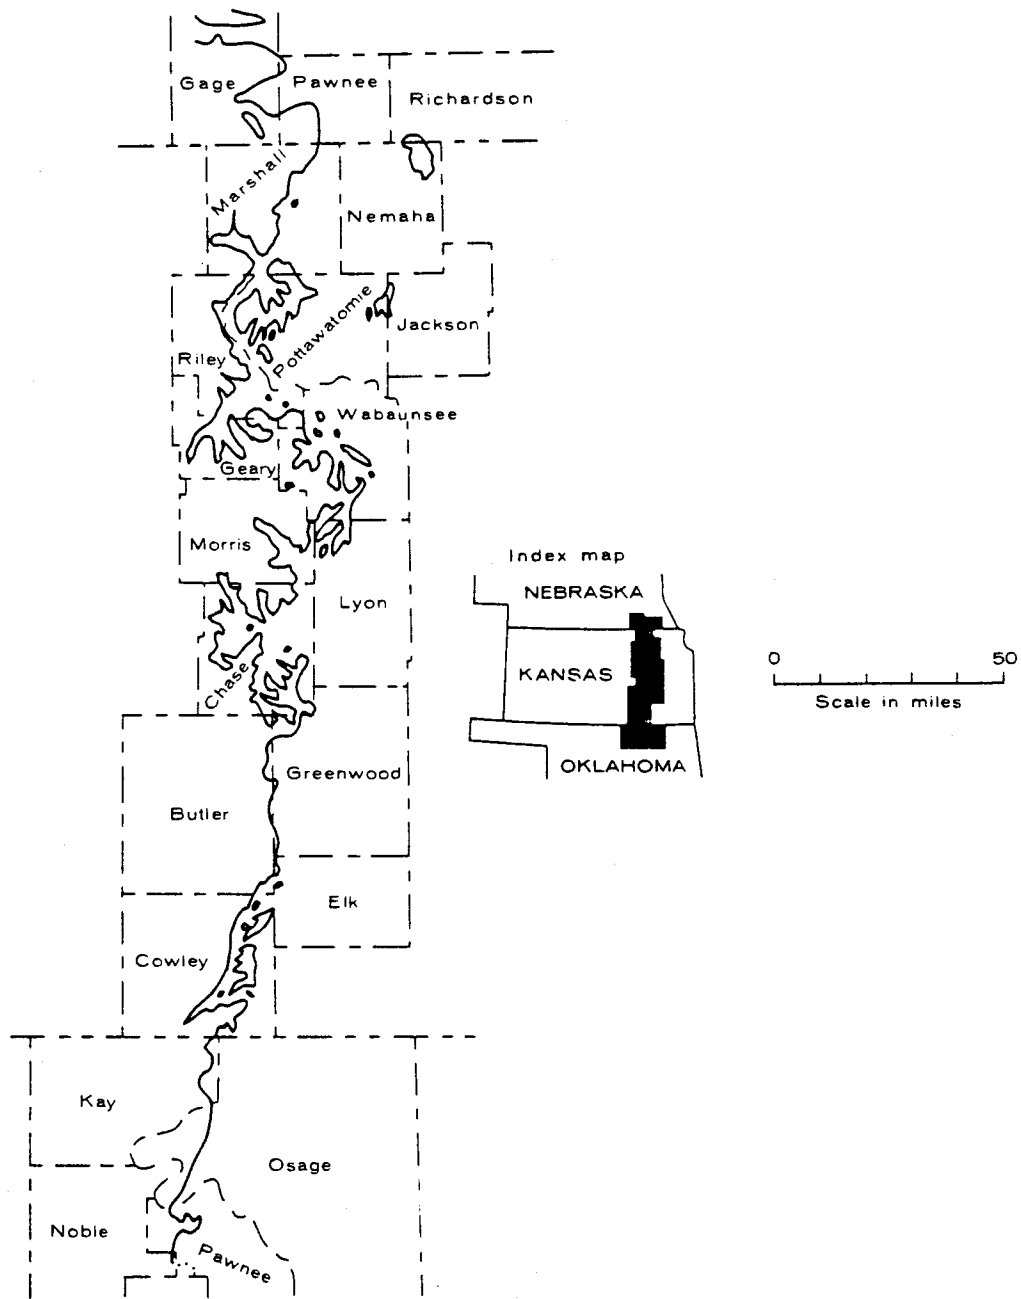 Gage
Pawnee
Richardson
Marshall
Nemaha
Pottawatomie
Jackson
Riley
Wabaunsee
Geary
Morris
Lyon
Chase
Greenwood
Butler
Elk
Cowley
Kay
Osage
Noble
Pawnee
Index map
NEBRASKA
KANSAS
OKLAHOMA
0 50
Scale in miles